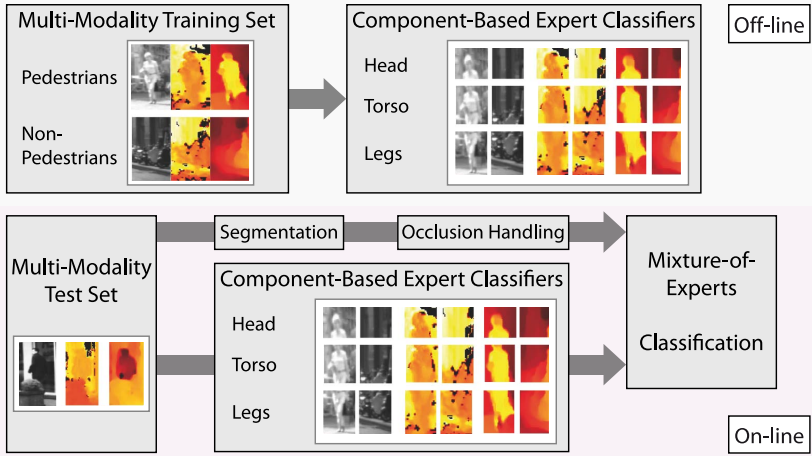 Multi-Modality Training Set
Pedestrians
Non-
Pedestrians
Component-Based Expert Classifiers
Head
Torso
Legs
Off-line
Multi-Modality
Test Set
Segmentation
Occlusion Handling
Component-Based Expert Classifiers
Head
Torso
Legs
Mixture-of-
Experts
Classification
On-line